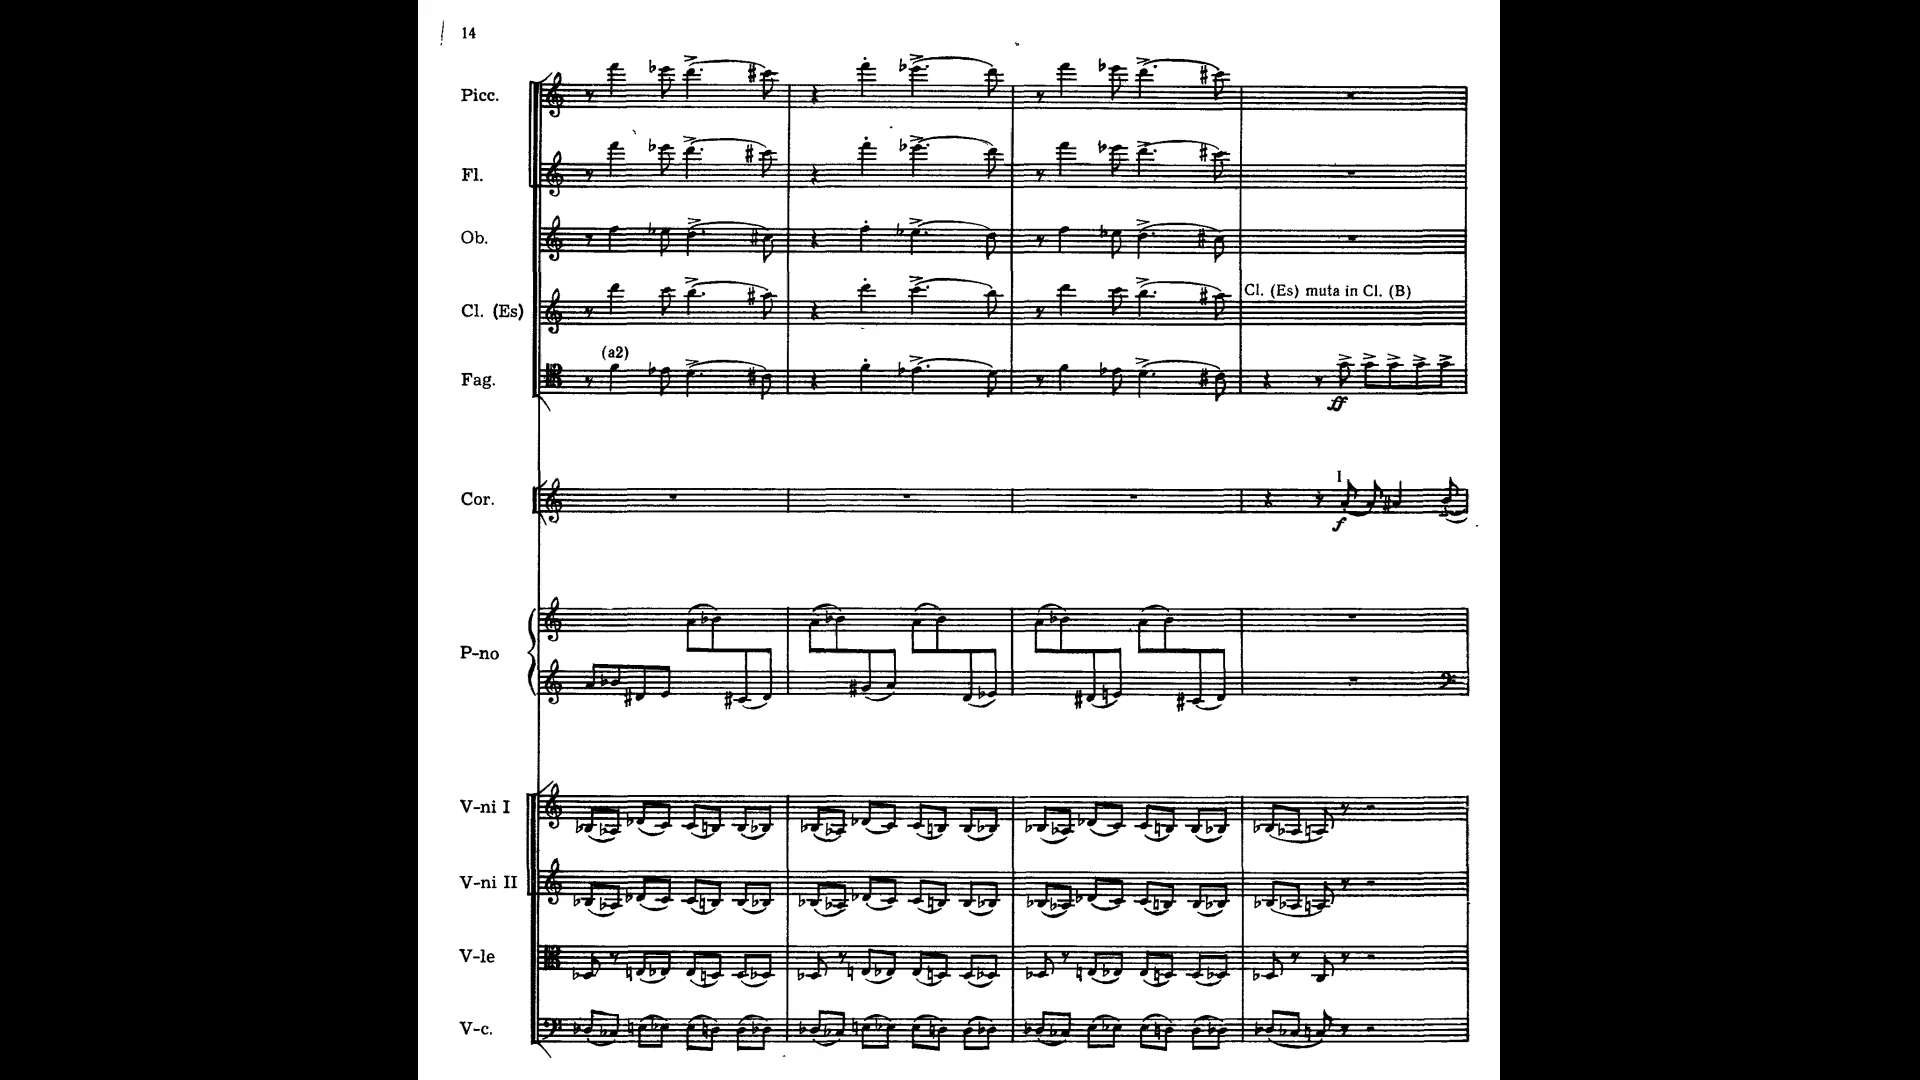 14
Picc.
Fl.
Ob.
Cl. (Es) muta in Cl. (B)
Cl. (Es)
(a2)
Fag.
ff
I
Cor.
f
P-no
V-ni I
V-ni II
V-le
V-c.